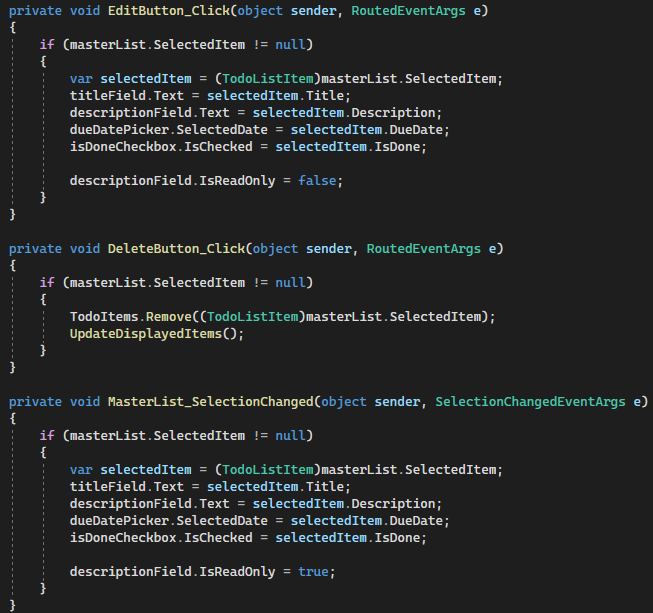 private void EditButton_Click(object sender, RoutedEventArgs e)
{
    if (masterList.SelectedItem != null)
    {
        var selectedItem = (TodoListItem)masterList.SelectedItem;
        titleField.Text = selectedItem.Title;
        descriptionField.Text = selectedItem.Description;
        dueDatePicker.SelectedDate = selectedItem.DueDate;
        isDoneCheckbox.IsChecked = selectedItem.IsDone;

        descriptionField.IsReadOnly = false;
    }
}

private void DeleteButton_Click(object sender, RoutedEventArgs e)
{
    if (masterList.SelectedItem != null)
    {
        TodoItems.Remove((TodoListItem)masterList.SelectedItem);
        UpdateDisplayedItems();
    }
}

private void MasterList_SelectionChanged(object sender, SelectionChangedEventArgs e)
{
    if (masterList.SelectedItem != null)
    {
        var selectedItem = (TodoListItem)masterList.SelectedItem;
        titleField.Text = selectedItem.Title;
        descriptionField.Text = selectedItem.Description;
        dueDatePicker.SelectedDate = selectedItem.DueDate;
        isDoneCheckbox.IsChecked = selectedItem.IsDone;

        descriptionField.IsReadOnly = true;
    }
}